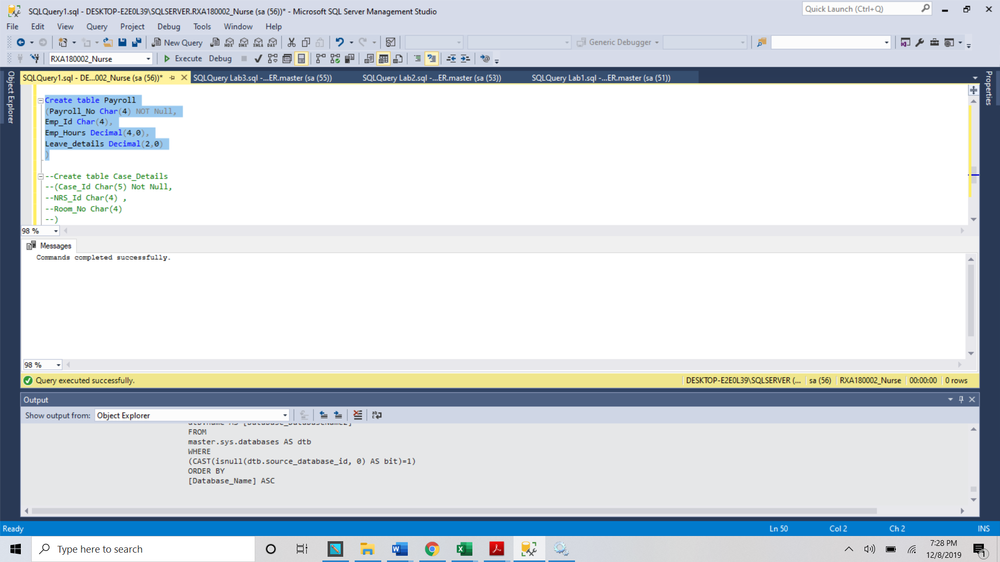 SQLQuery1.sql - DESKTOP-E2E0L39\SQLSERVER.RXA180002_Nurse (sa (56))* - Microsoft SQL Server Management Studio
Quick Launch (Ctrl+Q)
File Edit View Query Project Debug Tools Window Help
New Query MDX DMX XMLA DAX Generic Debugger
RXA180002_Nurse Execute Debug
Object Explorer
SQLQuery1.sql - DE...002_Nurse (sa (56))* SQLQuery Lab3.sql -...ER.master (sa (55)) SQLQuery Lab2.sql -...ER.master (sa (53)) SQLQuery Lab1.sql -...ER.master (sa (51))
Properties
Create table Payroll
(Payroll_No Char(4) NOT Null,
Emp_Id Char(4),
Emp_Hours Decimal(4,0),
Leave_details Decimal(2,0)
)
--Create table Case_Details
--(Case_Id Char(5) Not Null,
--NRS_Id Char(4) ,
--Room_No Char(4)
--)
98 %
Messages
Commands completed successfully.
98 %
Query executed successfully. DESKTOP-E2E0L39\SQLSERVER (... sa (56) RXA180002_Nurse 00:00:00 0 rows
Output
Show output from: Object Explorer
FROM
master.sys.databases AS dtb
WHERE
(CAST(isnull(dtb.source_database_id, 0) AS bit)=1)
ORDER BY
[Database_Name] ASC
Ready Ln 50 Col 2 Ch 2 INS
Type here to search
7:28 PM
12/8/2019
1